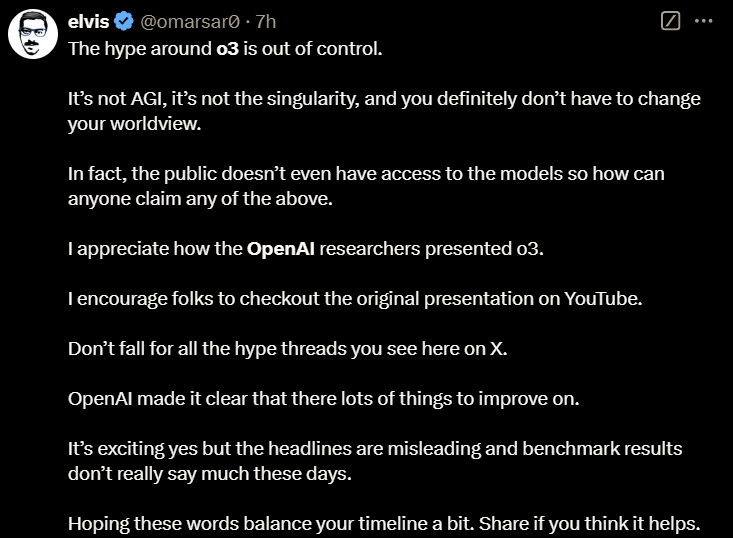 elvis @omarsar0 · 7h
The hype around o3 is out of control.
It’s not AGI, it’s not the singularity, and you definitely don’t have to change
your worldview.
In fact, the public doesn’t even have access to the models so how can
anyone claim any of the above.
I appreciate how the OpenAI researchers presented o3.
I encourage folks to checkout the original presentation on YouTube.
Don’t fall for all the hype threads you see here on X.
OpenAI made it clear that there lots of things to improve on.
It’s exciting yes but the headlines are misleading and benchmark results
don’t really say much these days.
Hoping these words balance your timeline a bit. Share if you think it helps.